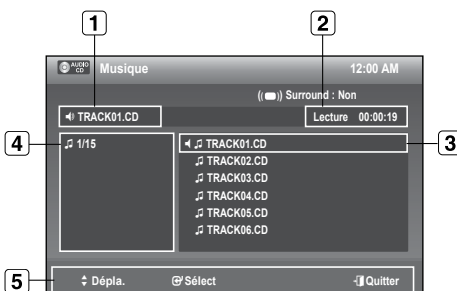 1 2
AUDIO CD Musique 12:00 AM
Surround : Non
TRACK01.CD Lecture 00:00:19
4 1/15 TRACK01.CD 3
TRACK02.CD
TRACK03.CD
TRACK04.CD
TRACK05.CD
TRACK06.CD
5 Dépla. Sélect Quitter